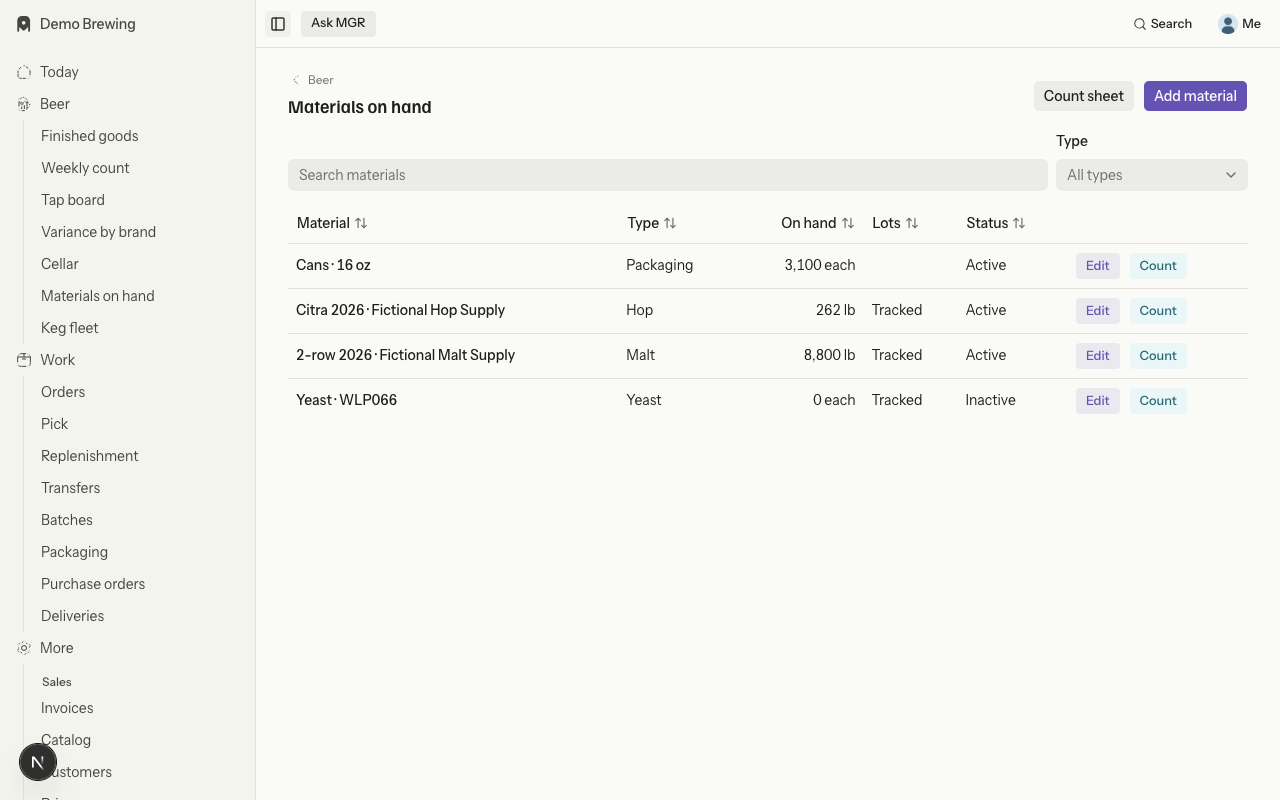 Demo Brewing
Ask MGR
Search
Me
Today
Beer
Finished goods
Weekly count
Tap board
Variance by brand
Cellar
Materials on hand
Keg fleet
Work
Orders
Pick
Replenishment
Transfers
Batches
Packaging
Purchase orders
Deliveries
More
Sales
Invoices
Catalog
N
ustomers
Beer
Materials on hand
Count sheet
Add material
Type
Search materials
All types
Material Type On hand Lots Status
Cans · 16 oz Packaging 3,100 each Active Edit Count
Citra 2026 · Fictional Hop Supply Hop 262 lb Tracked Active Edit Count
2-row 2026 · Fictional Malt Supply Malt 8,800 lb Tracked Active Edit Count
Yeast · WLP066 Yeast 0 each Tracked Inactive Edit Count